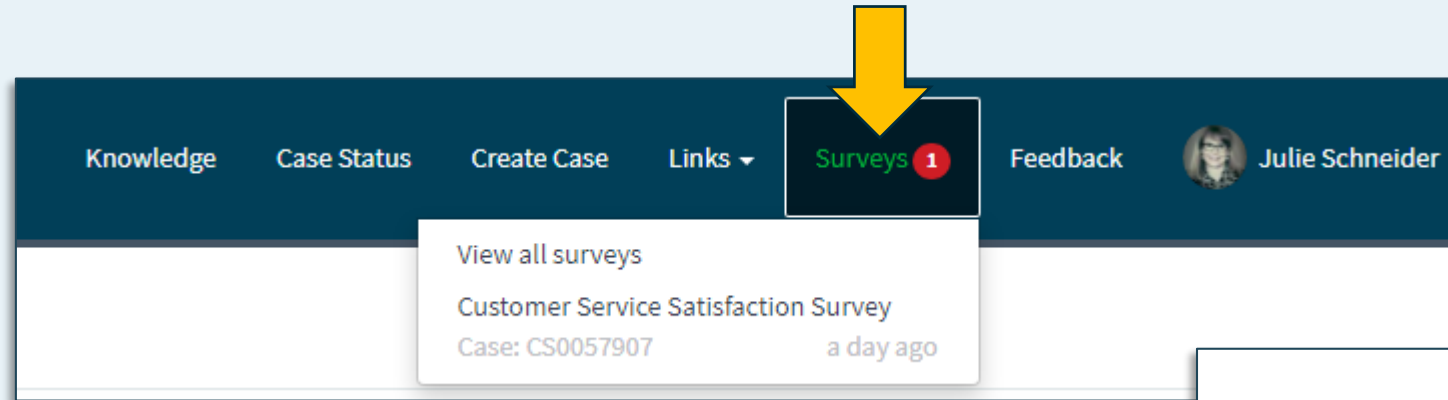 Knowledge Case Status Create Case Links Surveys 1 Feedback Julie Schneider
View all surveys
Customer Service Satisfaction Survey
Case: CS0057907 a day ago